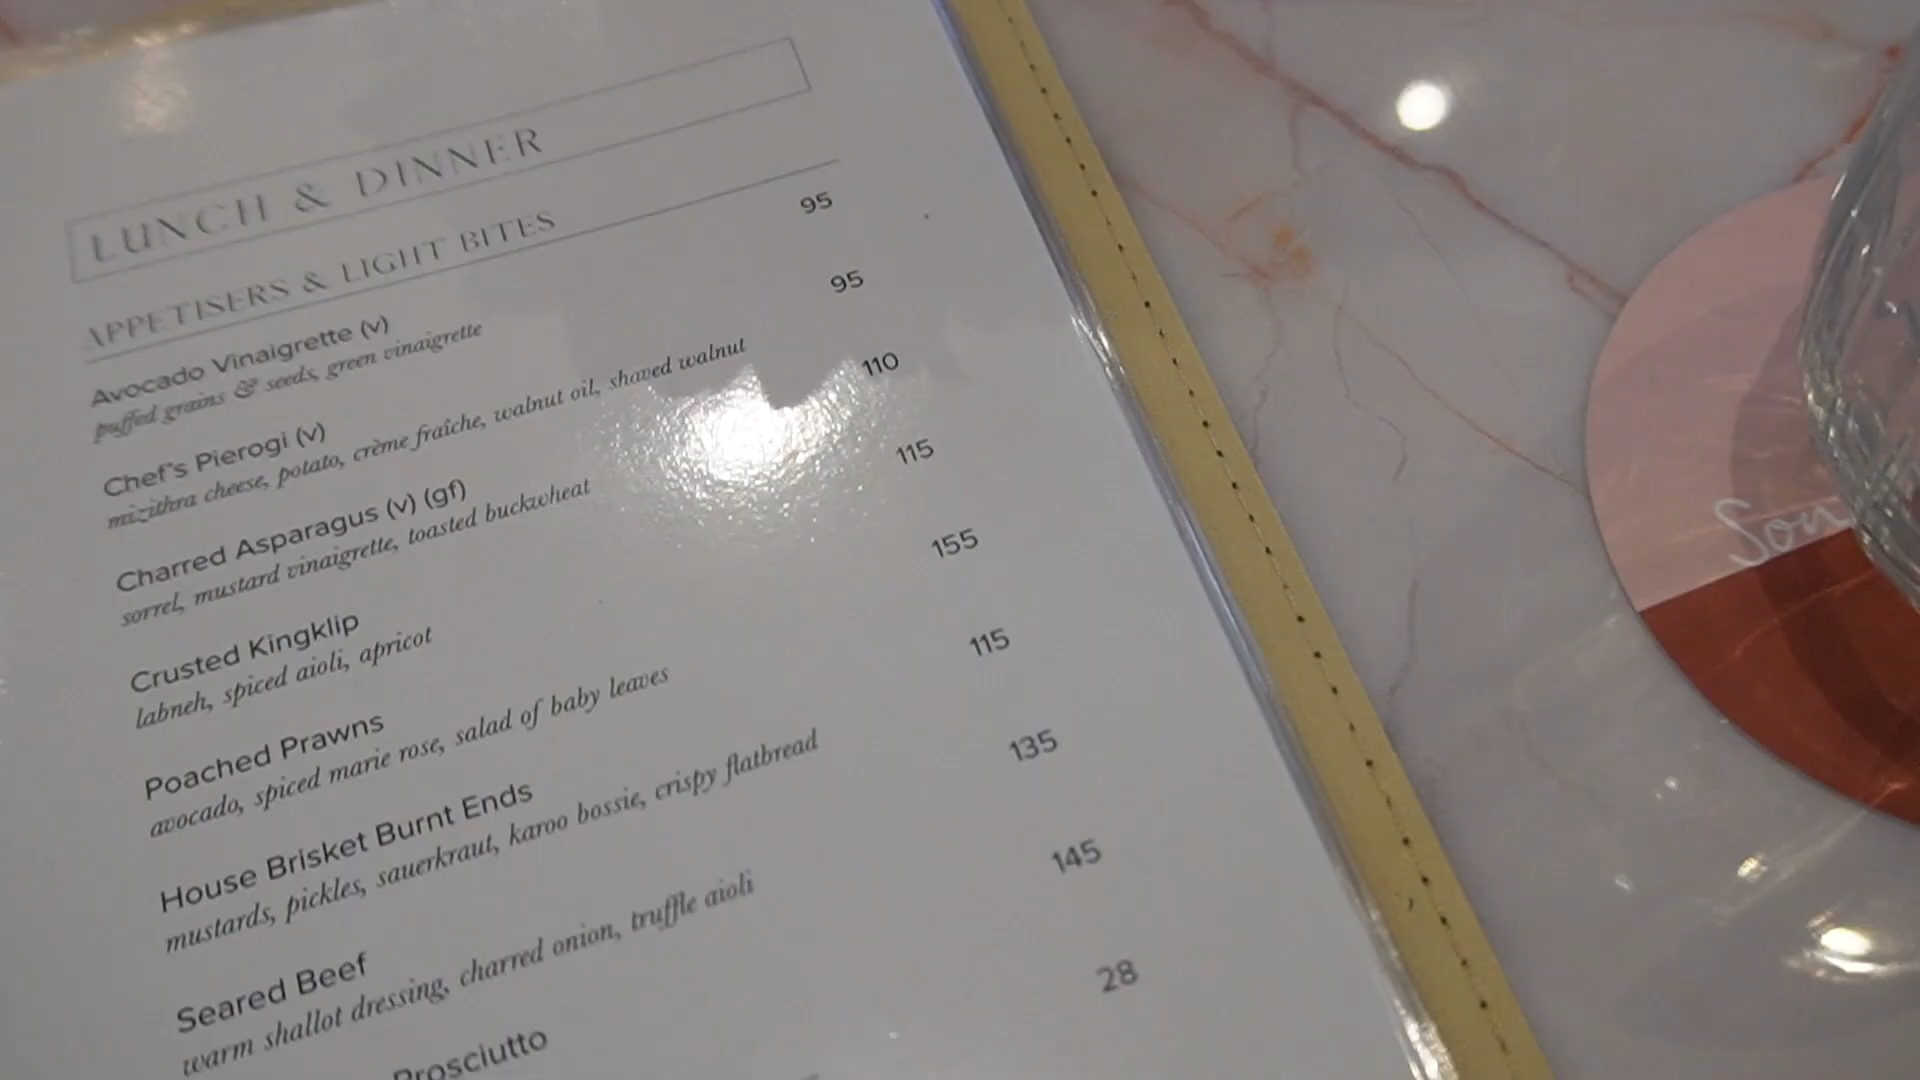 LUNCH & DINNER
APPETISERS & LIGHT BITES
Avocado Vinaigrette (v) 95
puffed grains & seeds, green vinaigrette
Chef's Pierogi (v) 95
mizithra cheese, potato, crème fraîche, walnut oil, shaved walnut
Charred Asparagus (v) (gf) 110
sorrel, mustard vinaigrette, toasted buckwheat
Crusted Kingklip 115
labneh, spiced aioli, apricot
Poached Prawns 155
avocado, spiced marie rose, salad of baby leaves
House Brisket Burnt Ends 115
mustards, pickles, sauerkraut, karoo bossie, crispy flatbread
Seared Beef 135
warm shallot dressing, charred onion, truffle aioli
Prosciutto 145
28